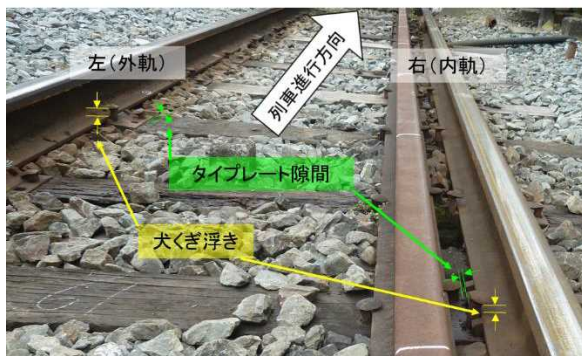 左(外軌)
列車進行方向
右(内軌)
タイプレート隙間
犬くぎ浮き